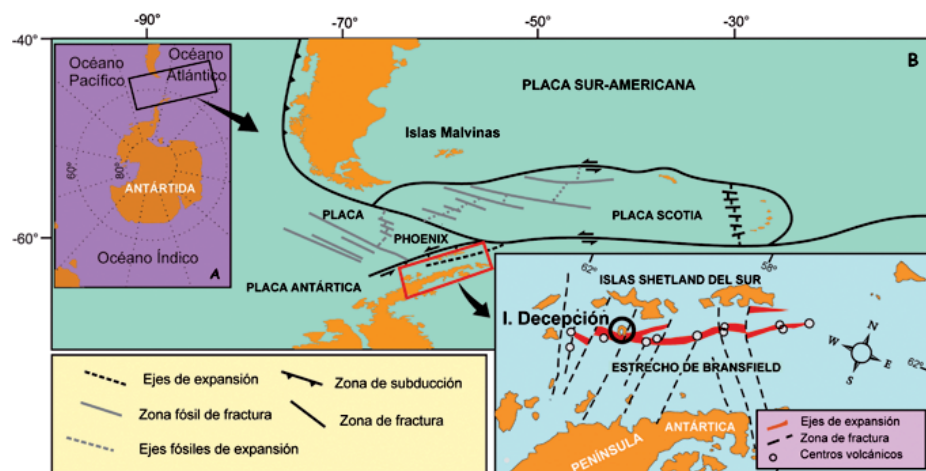 -90°
-70°
-50°
-30°
-40°
-60°
Océano
Pacífico
Océano
Atlántico
60º
80º
ANTÁRTIDA
Océano Índico
A
B
PLACA SUR-AMERICANA
Islas Malvinas
PLACA
PHOENIX
PLACA SCOTIA
PLACA ANTÁRTICA
Ejes de expansión
Zona fósil de fractura
Ejes fósiles de expansión
Zona de subducción
Zona de fractura
62
58
ISLAS SHETLAND DEL SUR
I. Decepción
ESTRECHO DE BRANSFIELD
N
W
E
S
62º
PENÍNSULA
ANTÁRTICA
Ejes de expansión
Zona de fractura
Centros volcánicos